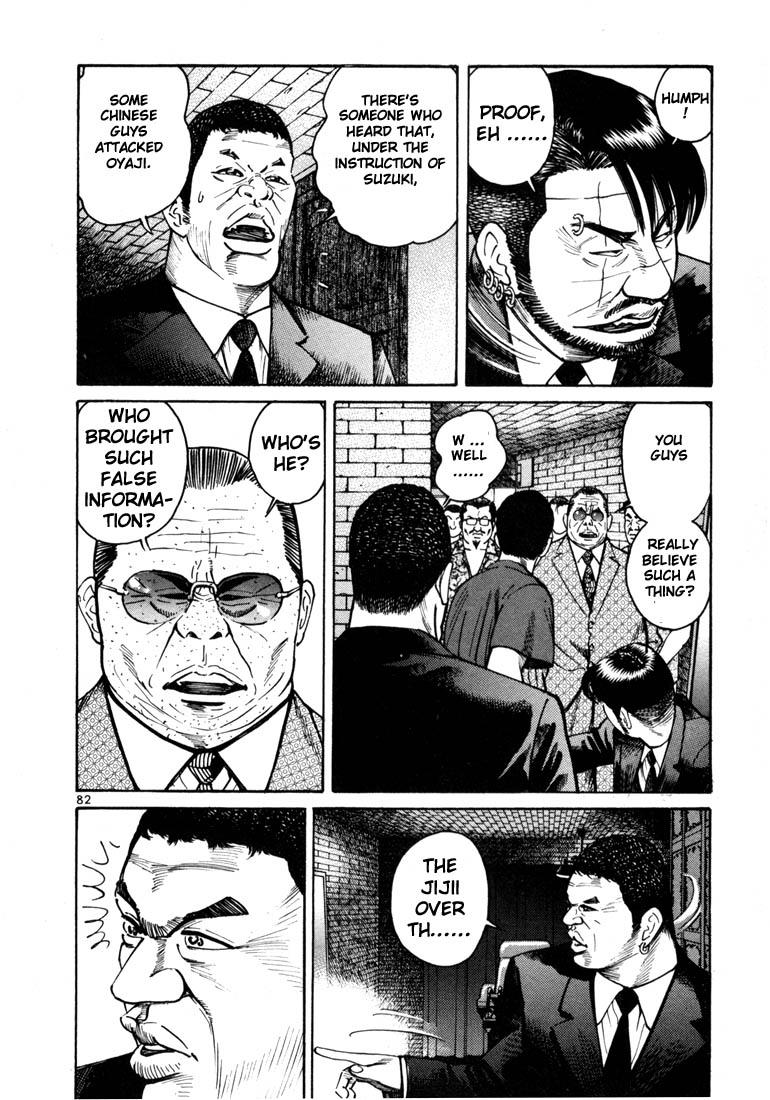 HUMPH
!
PROOF,
EH ......
THERE'S
SOMEONE WHO
HEARD THAT,
UNDER THE
INSTRUCTION OF
SUZUKI,
SOME
CHINESE
GUYS
ATTACKED
OYAJI.
YOU
GUYS
REALLY
BELIEVE
SUCH A
THING?
W ...
WELL
......
WHO'S
HE?
WHO
BROUGHT
SUCH
FALSE
INFORMA-
TION?
82
THE
JIJII
OVER
TH......